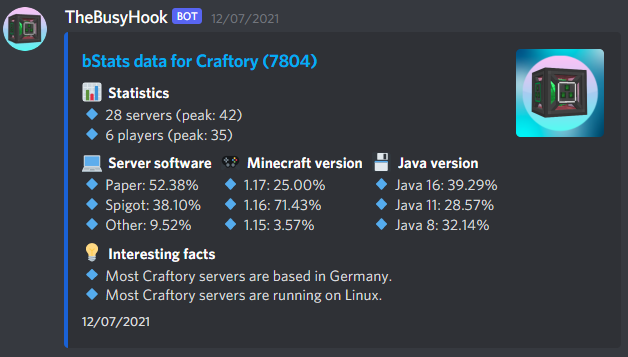 TheBusyHook BOT 12/07/2021
bStats data for Craftory (7804)
Statistics
28 servers (peak: 42)
6 players (peak: 35)
Server software Minecraft version Java version
Paper: 52.38% 1.17: 25.00% Java 16: 39.29%
Spigot: 38.10% 1.16: 71.43% Java 11: 28.57%
Other: 9.52% 1.15: 3.57% Java 8: 32.14%
Interesting facts
Most Craftory servers are based in Germany.
Most Craftory servers are running on Linux.
12/07/2021